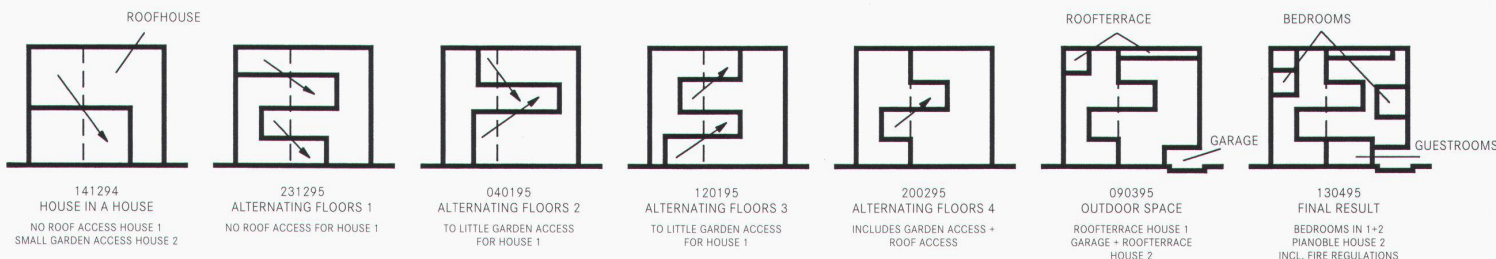 ROOFHOUSE
141294
HOUSE IN A HOUSE
NO ROOF ACCESS HOUSE 1
SMALL GARDEN ACCESS HOUSE 2
231295
ALTERNATING FLOORS 1
NO ROOF ACCESS FOR HOUSE 1
040195
ALTERNATING FLOORS 2
TO LITTLE GARDEN ACCESS
FOR HOUSE 1
120195
ALTERNATING FLOORS 3
TO LITTLE GARDEN ACCESS
FOR HOUSE 1
200295
ALTERNATING FLOORS 4
INCLUDES GARDEN ACCESS +
ROOF ACCESS
ROOFTERRACE
GARAGE
090395
OUTDOOR SPACE
ROOFTERRACE HOUSE 1
GARAGE + ROOFTERRACE
HOUSE 2
BEDROOMS
GUESTROOMS
130495
FINAL RESULT
BEDROOMS IN 1+2
PIANOBLE HOUSE 2
INCL. FIRE REGULATIONS